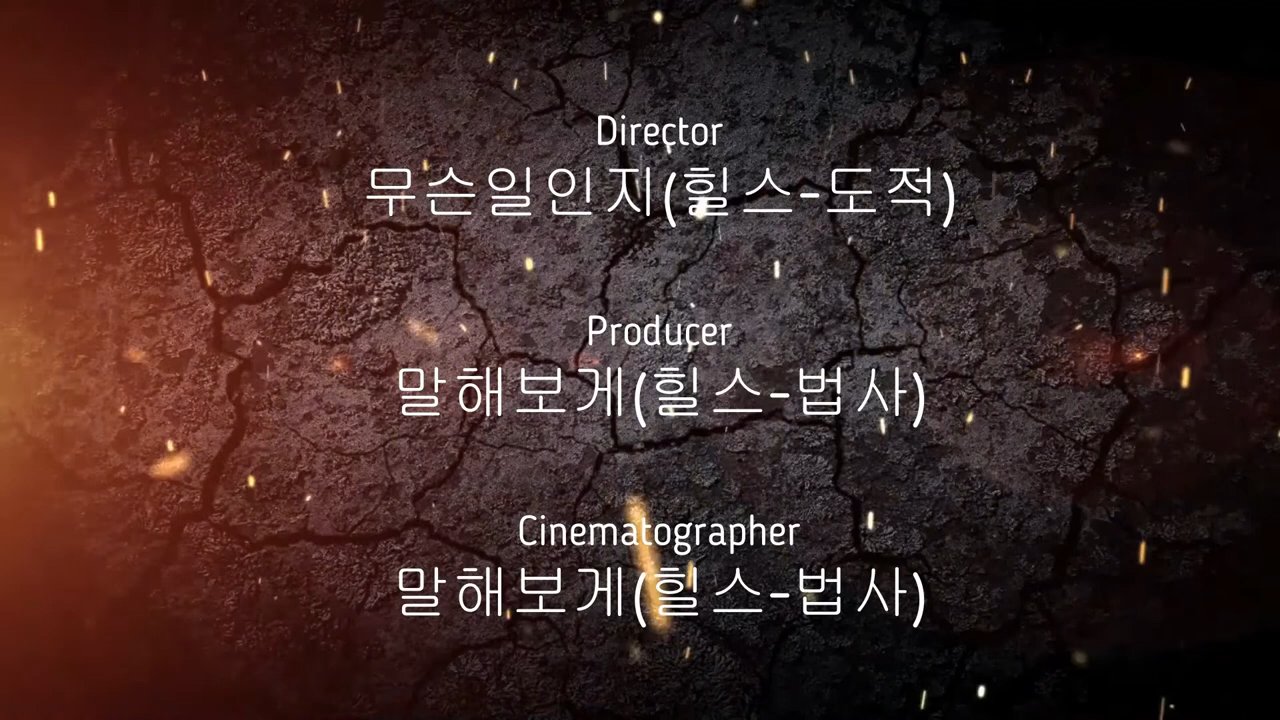 Director
무슨일인지(힐스-도적)
Producer
말해보게(힐스-법사)
Cinematographer
말해보게(힐스-법사)